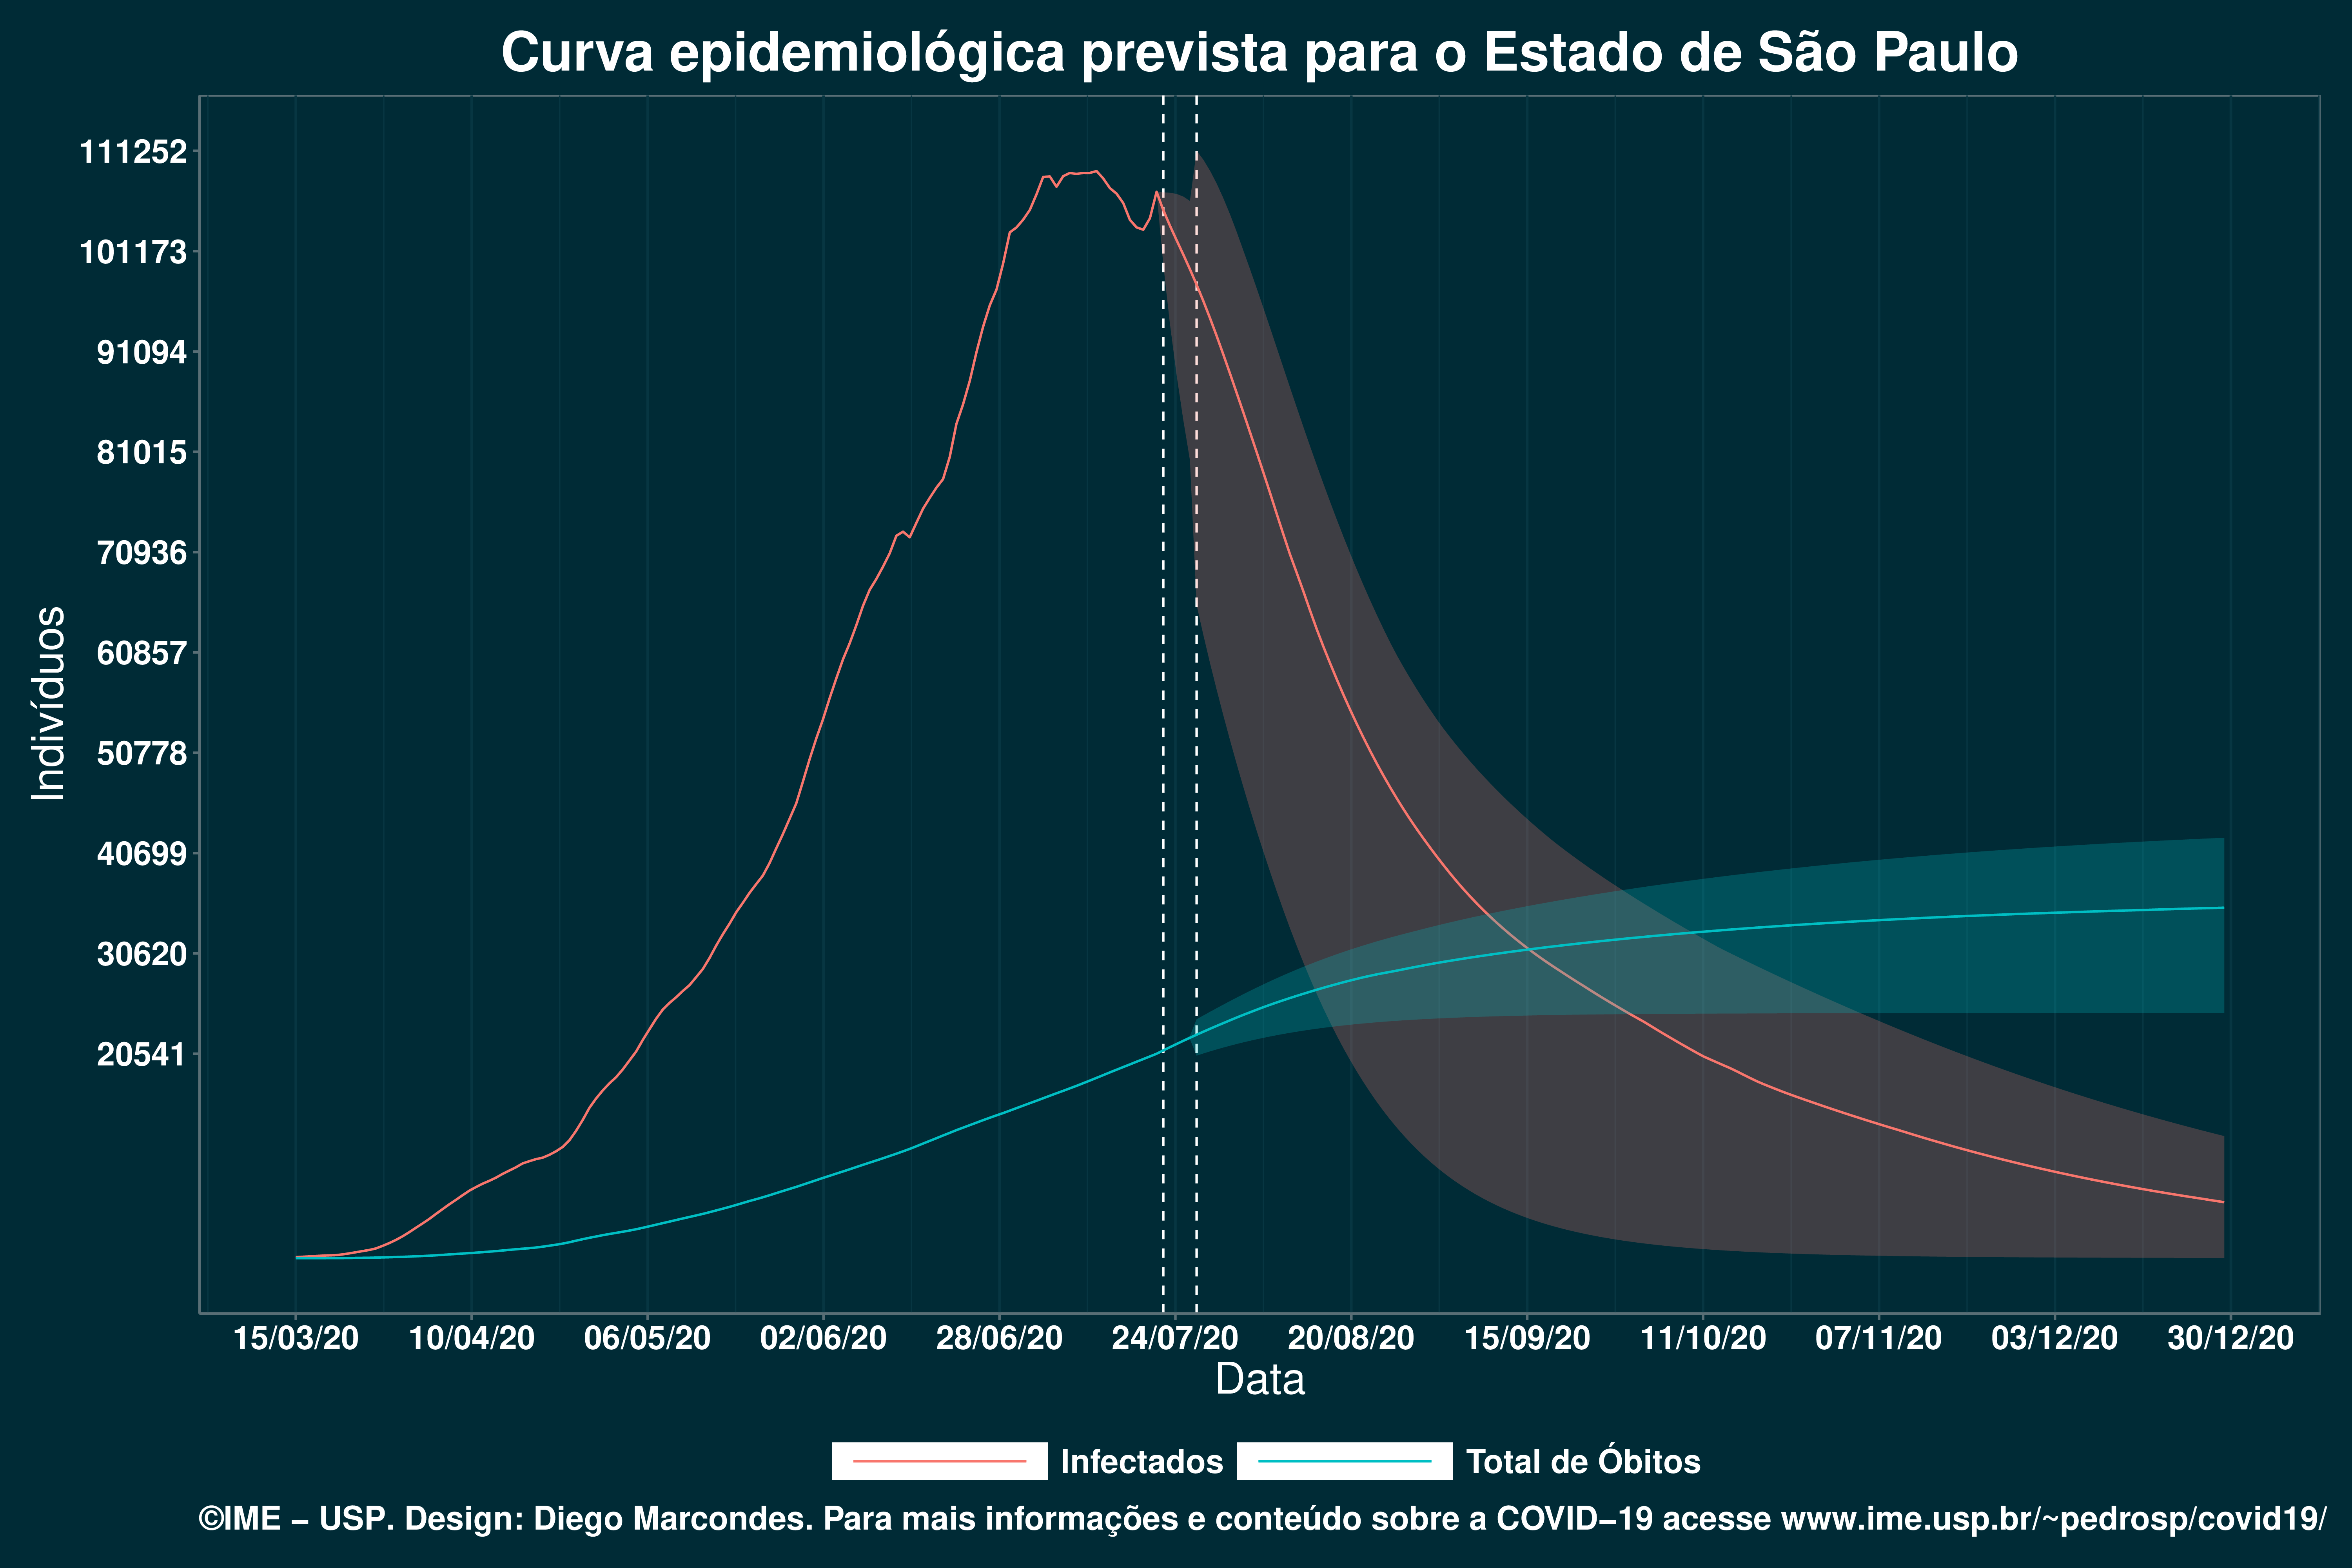 Curva epidemiológica prevista para o Estado de São Paulo
Indivíduos
111252
101173
91094
81015
70936
60857
50778
40699
30620
20541
15/03/20 10/04/20 06/05/20 02/06/20 28/06/20 24/07/20 20/08/20 15/09/20 11/10/20 07/11/20 03/12/20 30/12/20
Data
Infectados Total de Óbitos
©IME – USP. Design: Diego Marcondes. Para mais informações e conteúdo sobre a COVID–19 acesse www.ime.usp.br/~pedrosp/covid19/